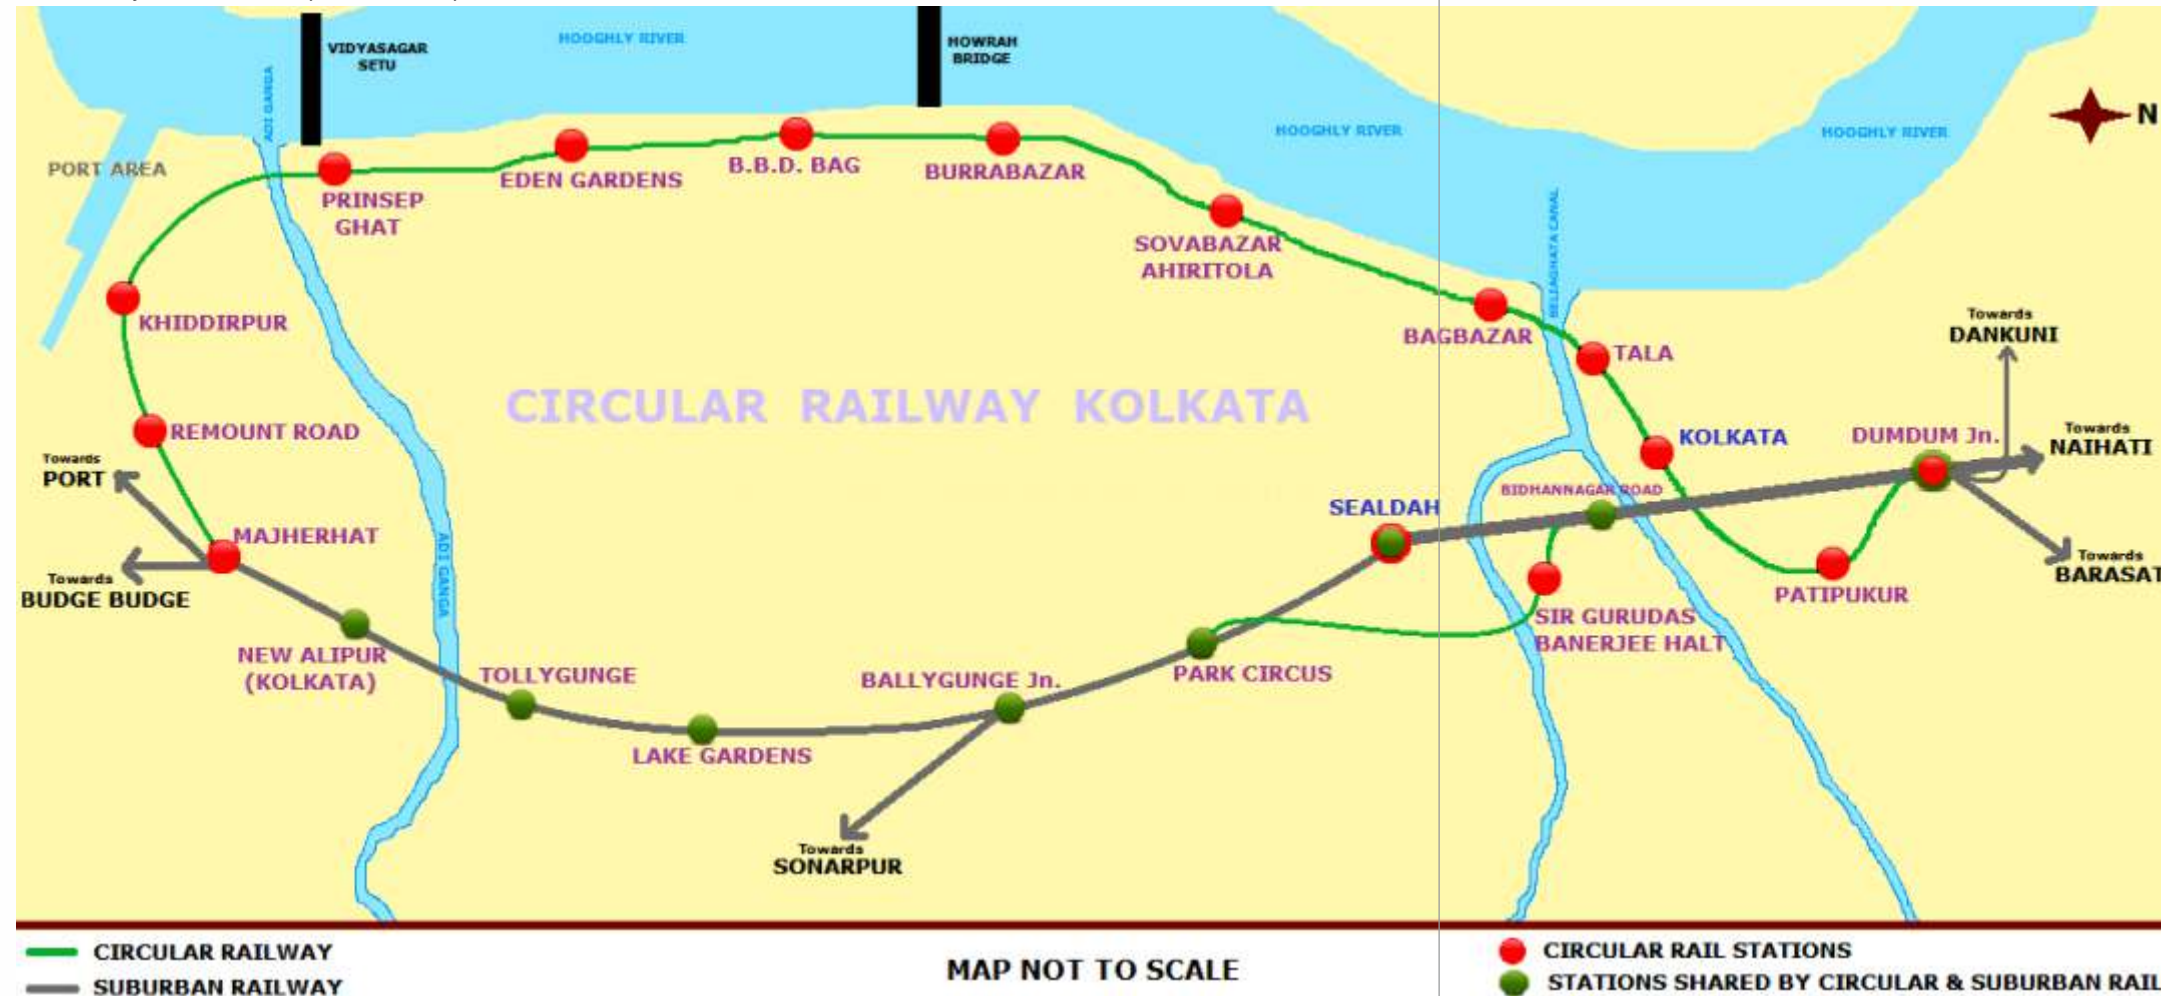 HOOGHLY RIVER
VIDYASAGAR
SETU
HOWRAH
BRIDGE
ADI GANGA
HOOGHLY RIVER
HOOGHLY RIVER
N
PORT AREA
PRINSEP
GHAT
EDEN GARDENS
B.B.D. BAG
BURRABAZAR
SOVABAZAR
AHIRITOLA
BELIAGHATA CANAL
KHIDDIRPUR
BAGBAZAR
TALA
Towards
DANKUNI
CIRCULAR RAILWAY KOLKATA
REMOUNT ROAD
KOLKATA
DUMDUM Jn.
Towards
NAIHATI
Towards
PORT
BIDHANNAGAR ROAD
SEALDAH
MAJHERHAT
ADI GANGA
Towards
BUDGE BUDGE
Towards
BARASAT
PATIPUKUR
SIR GURUDAS
BANERJEE HALT
NEW ALIPUR
(KOLKATA)
TOLLYGUNGE
BALLYGUNGE Jn.
PARK CIRCUS
LAKE GARDENS
Towards
SONARPUR
CIRCULAR RAILWAY
SUBURBAN RAILWAY
MAP NOT TO SCALE
CIRCULAR RAIL STATIONS
STATIONS SHARED BY CIRCULAR & SUBURBAN RAIL